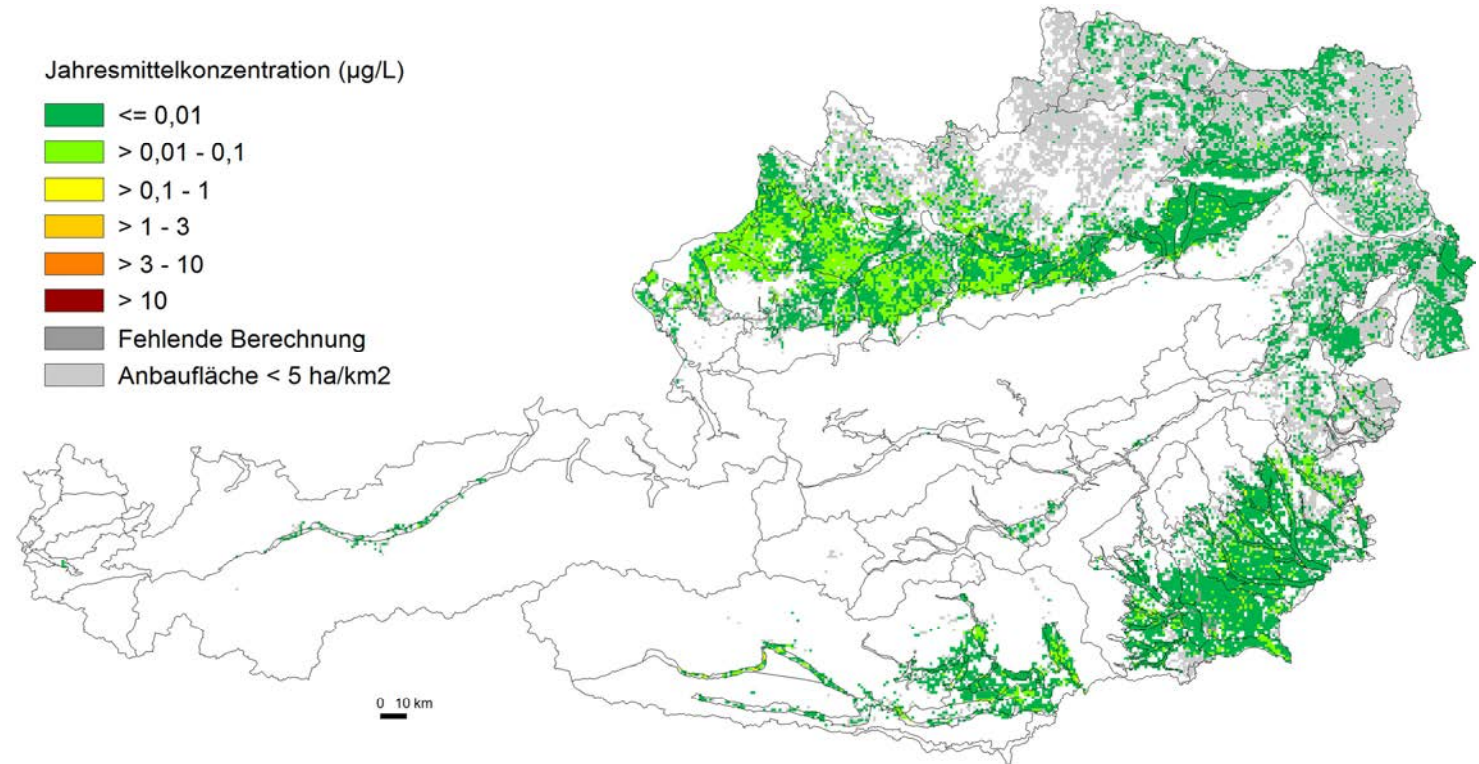 Jahresmittelkonzentration (µg/L)
<= 0,01
> 0,01 - 0,1
> 0,1 - 1
> 1 - 3
> 3 - 10
> 10
Fehlende Berechnung
Anbaufläche < 5 ha/km2
0 10 km